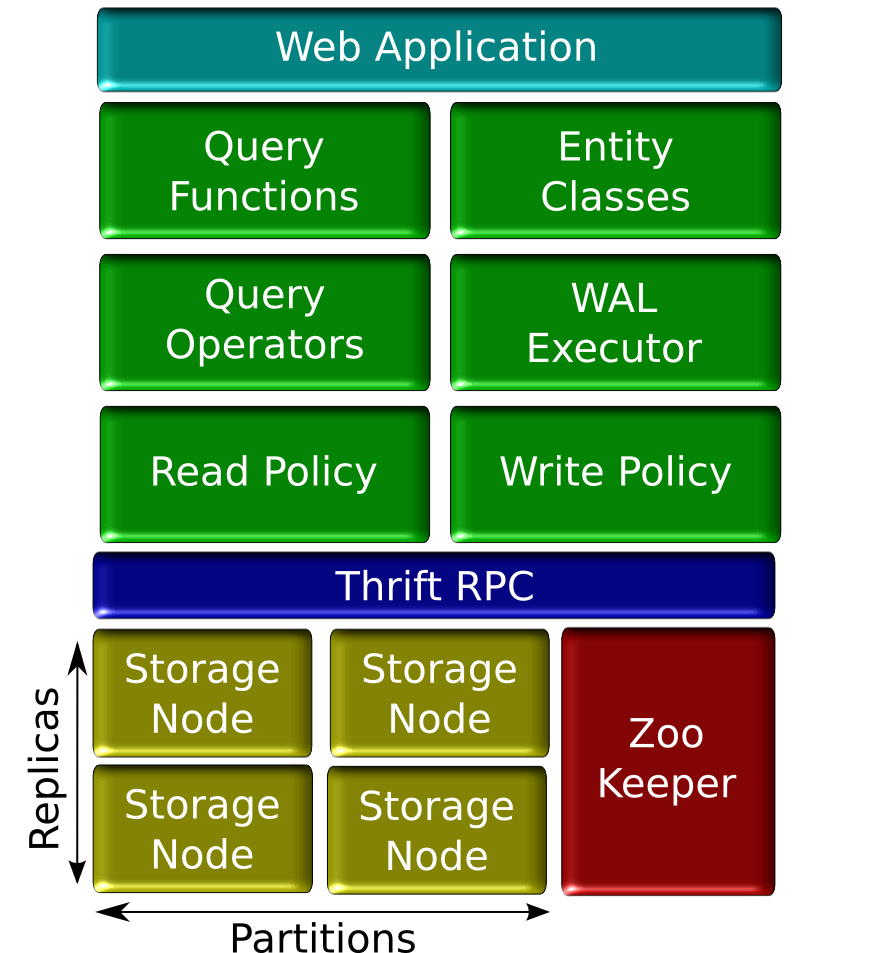 Web Application
Query
Functions
Entity
Classes
Query
Operators
WAL
Executor
Read Policy
Write Policy
Thrift RPC
Storage
Node
Storage
Node
Zoo
Keeper
Storage
Node
Storage
Node
Replicas
Partitions